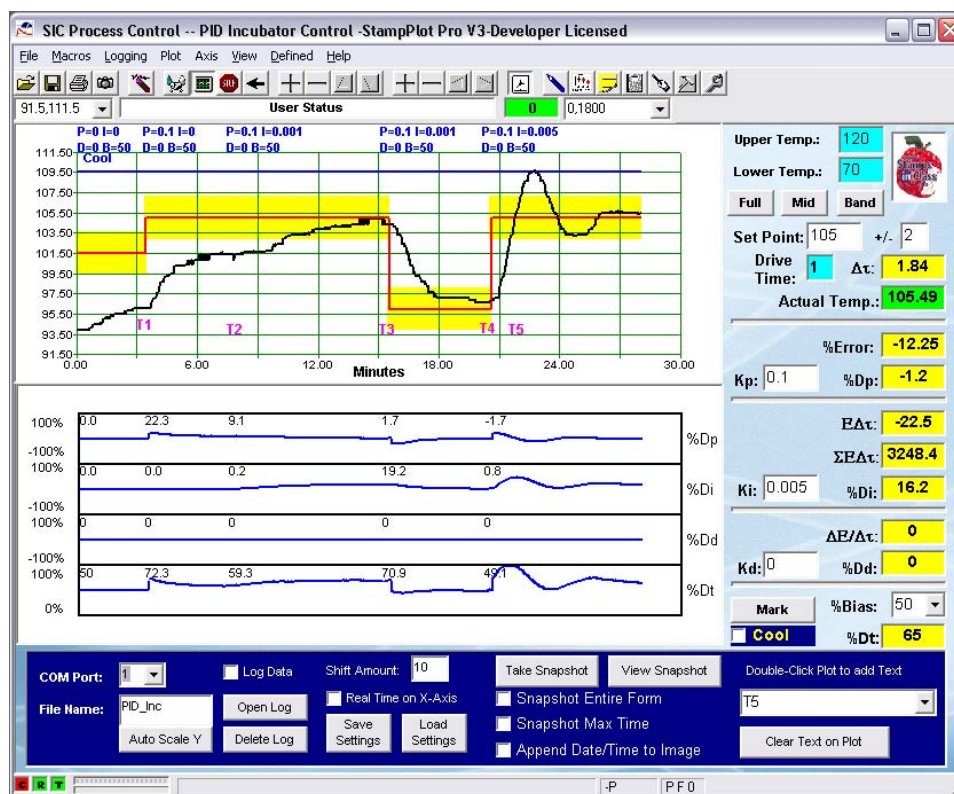 SIC Process Control -- PID Incubator Control -StampPlot Pro V3-Developer Licensed
File Macros Logging Plot Axis View Defined Help
91.5,111.5 User Status 0 0,1800
P=0 I=0 P=0.1 I=0 P=0.1 I=0.001 P=0.1 I=0.001 P=0.1 I=0.005
D=0 B=50 D=0 B=50 D=0 B=50 D=0 B=50 D=0 B=50
Cool
111.50
109.50
107.50
105.50
103.50
101.50
99.50
97.50
95.50
93.50
91.50
T1 T2 T3 T4 T5
0.00 6.00 12.00 18.00 24.00 30.00
Minutes
Upper Temp.: 120
Lower Temp.: 70
Stamps in Class
Full Mid Band
Set Point: 105 +/- 2
Drive Time: 1 Δτ: 1.84
Actual Temp.: 105.49
%Error: -12.25
Kp: 0.1 %Dp: -1.2
EΔτ: -22.5
ΣEΔτ: 3248.4
Ki: 0.005 %Di: 16.2
ΔE/Δτ: 0
Kd: 0 %Dd: 0
Mark %Bias: 50
Cool %Dt: 65
100% 0.0 22.3 9.1 1.7 -1.7 %Dp
-100%
100% 0.0 0.0 0.2 19.2 0.8 %Di
-100%
100% 0 0 0 0 0 %Dd
-100%
100% 50 72.3 59.3 70.9 49.1 %Dt
0%
COM Port: 1 Log Data Shift Amount: 10 Take Snapshot View Snapshot Double-Click Plot to add Text
File Name: PID_Inc Open Log Real Time on X-Axis Snapshot Entire Form T5
Auto Scale Y Delete Log Save Settings Load Settings Snapshot Max Time Clear Text on Plot
Append Date/Time to Image
C R T -P P F 0